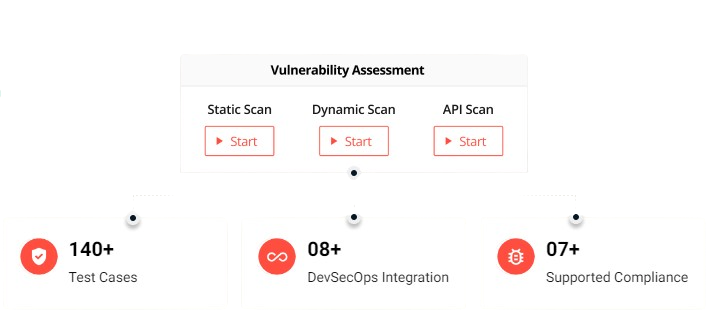 Vulnerability Assessment
Static Scan Dynamic Scan API Scan
Start Start Start
140+ 08+ 07+
Test Cases DevSecOps Integration Supported Compliance